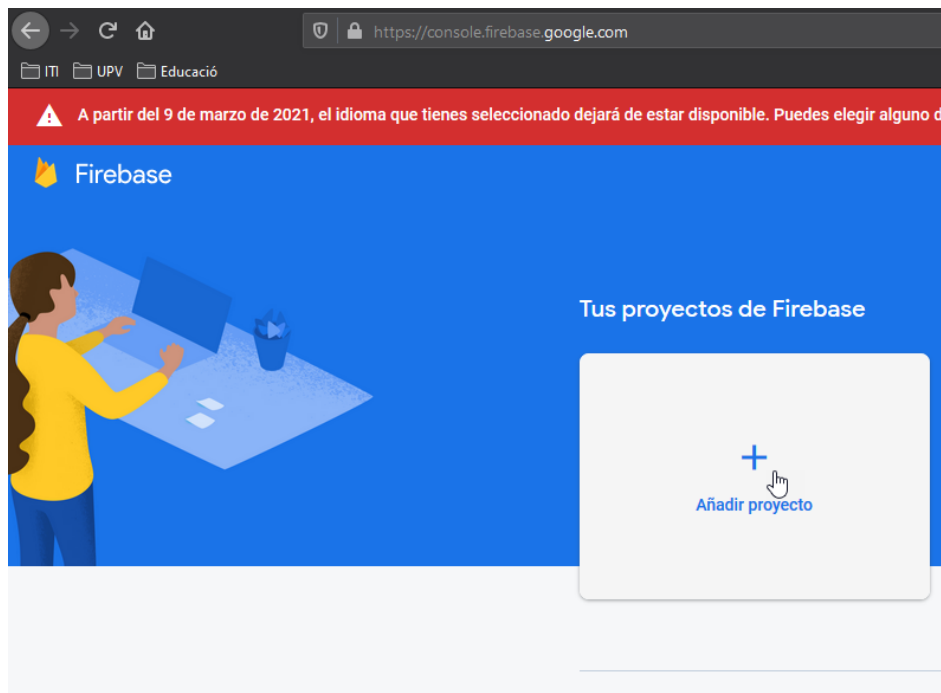 https://console.firebase.google.com
ITI UPV Educació
A partir del 9 de marzo de 2021, el idioma que tienes seleccionado dejará de estar disponible. Puedes elegir alguno d
Firebase
Tus proyectos de Firebase
Añadir proyecto